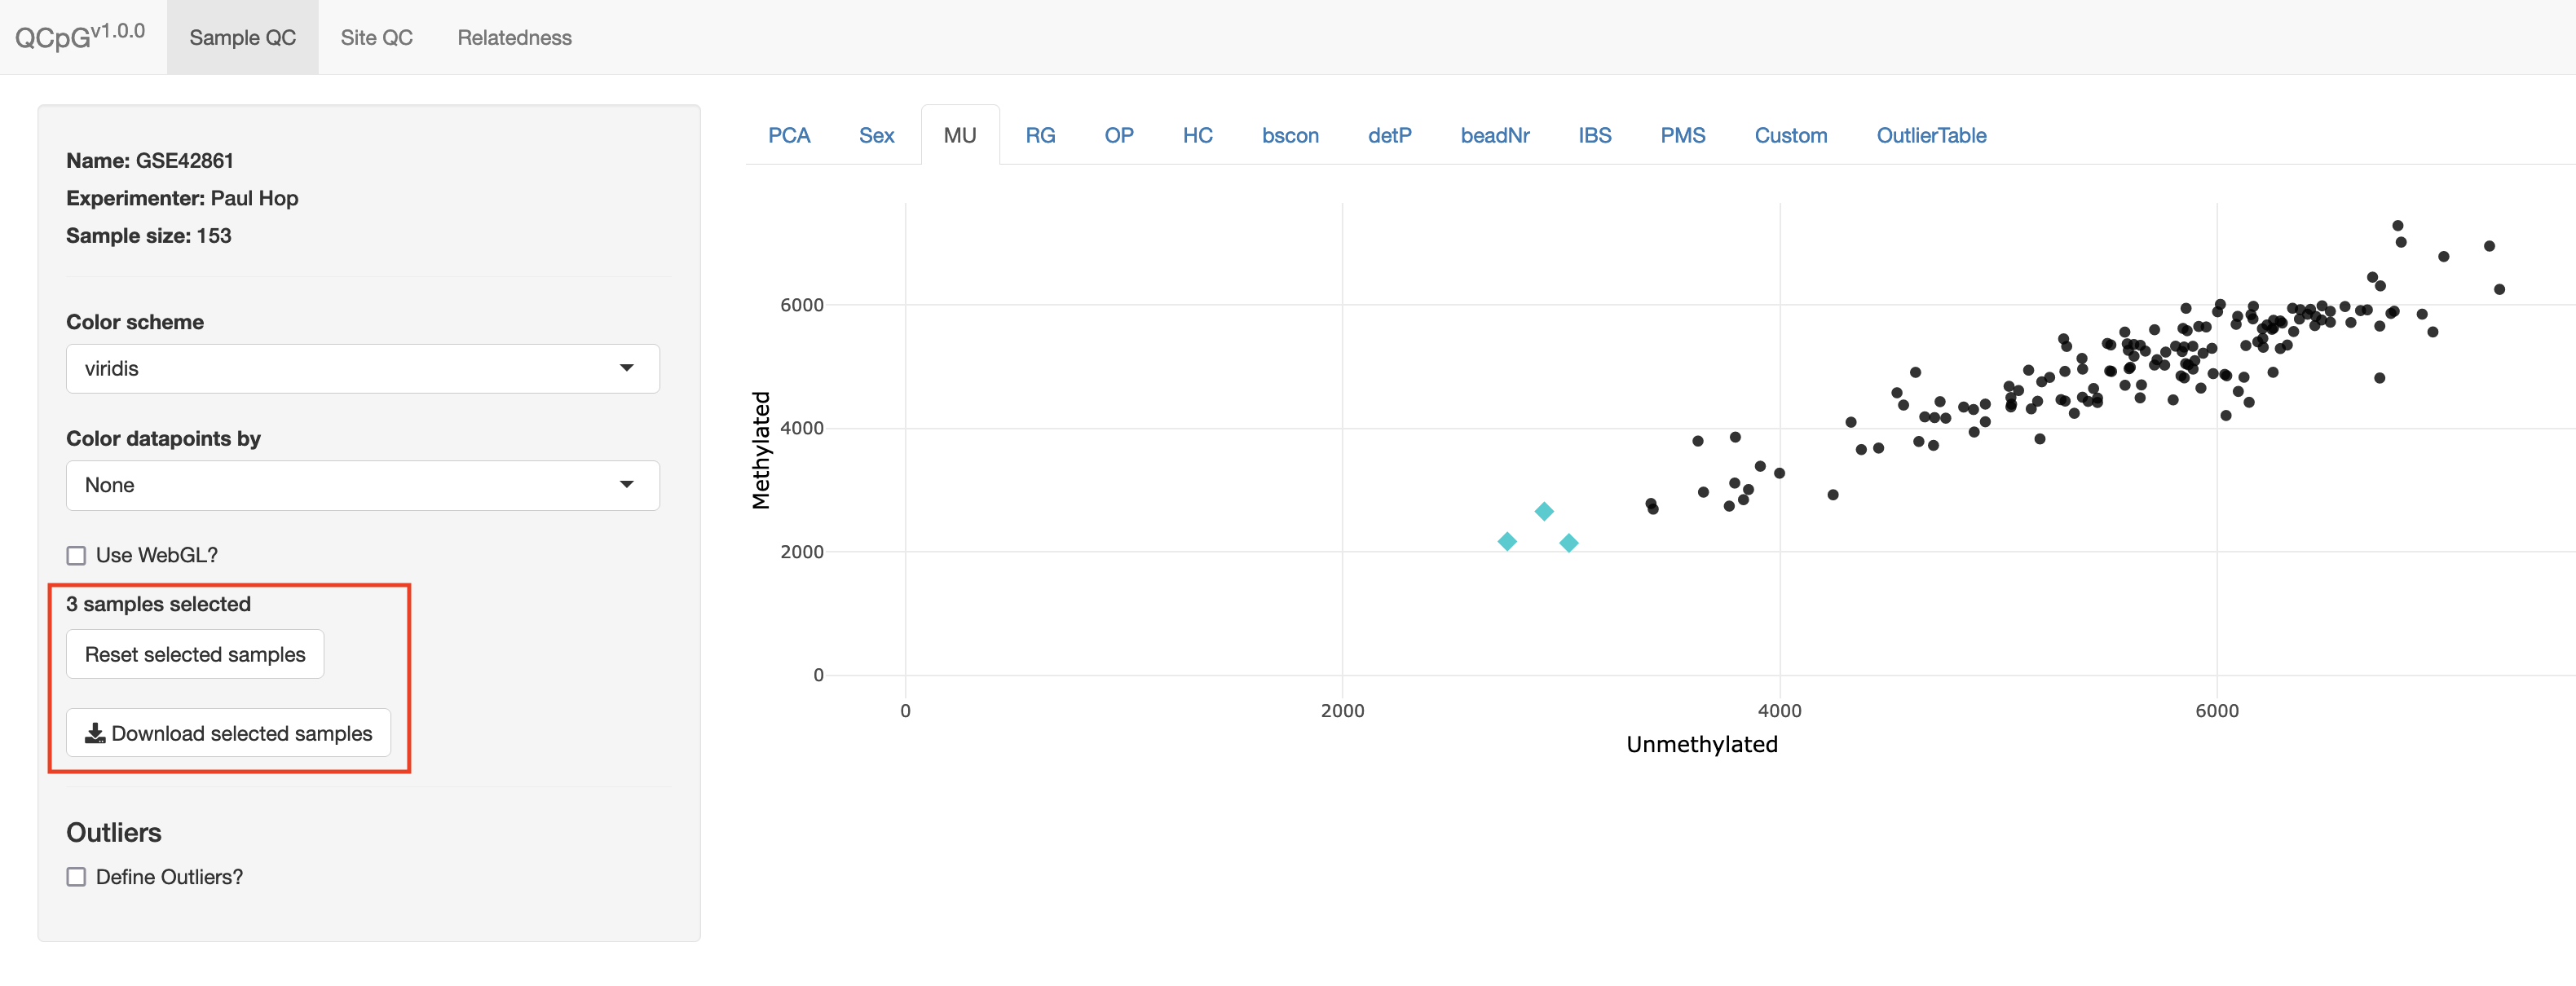 QCpGv1.0.0 Sample QC Site QC Relatedness
Name: GSE42861
Experimenter: Paul Hop
Sample size: 153
Color scheme
viridis
Color datapoints by
None
Use WebGL?
3 samples selected
Reset selected samples
Download selected samples
Outliers
Define Outliers?
PCA Sex MU RG OP HC bscon detP beadNr IBS PMS Custom OutlierTable
Methylated
6000
4000
2000
0
0 2000 4000 6000
Unmethylated